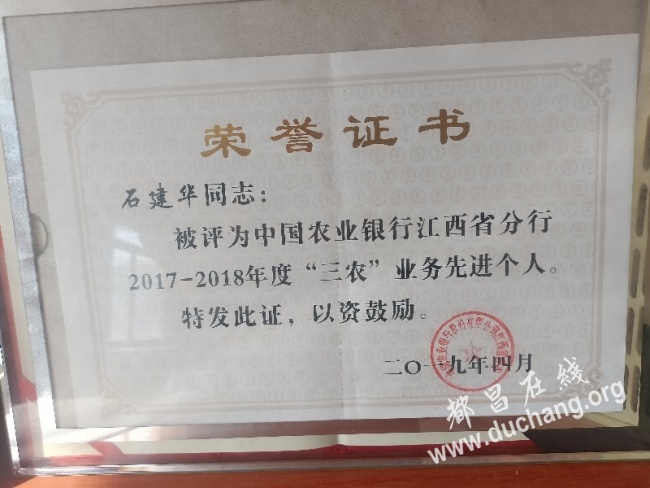 荣誉证书
石建华同志：
被评为中国农业银行江西省分行
2017-2018年度“三农”业务先进个人。
特发此证，以资鼓励。
二〇一九年四月
都昌在线
www.duchang.org